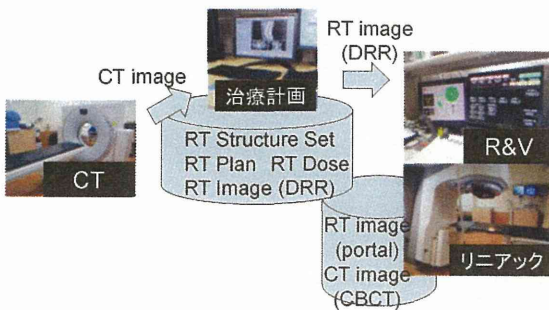 CT image
CT
治療計画
RT image
(DRR)
RT Structure Set
RT Plan RT Dose
RT Image (DRR)
R&V
リニアック
RT image
(portal)
CT image
(CBCT)